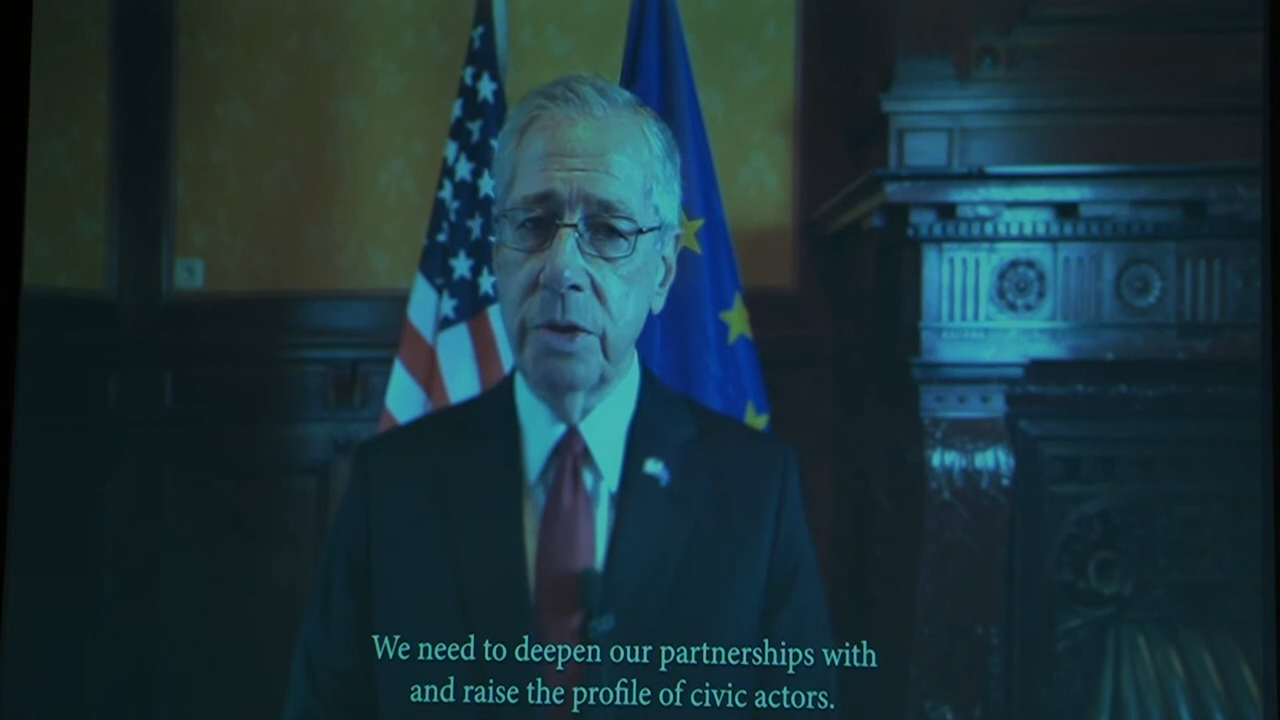 We need to deepen our partnerships with
and raise the profile of civic actors.